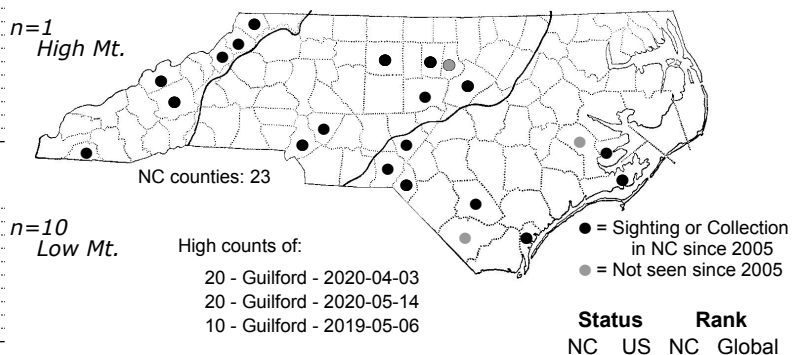 n=1
High Mt.
NC counties: 23
n=10
Low Mt.
High counts of:
20 - Guilford - 2020-04-03
20 - Guilford - 2020-05-14
10 - Guilford - 2019-05-06
= Sighting or Collection
in NC since 2005
= Not seen since 2005
Status Rank
NC US NC Global